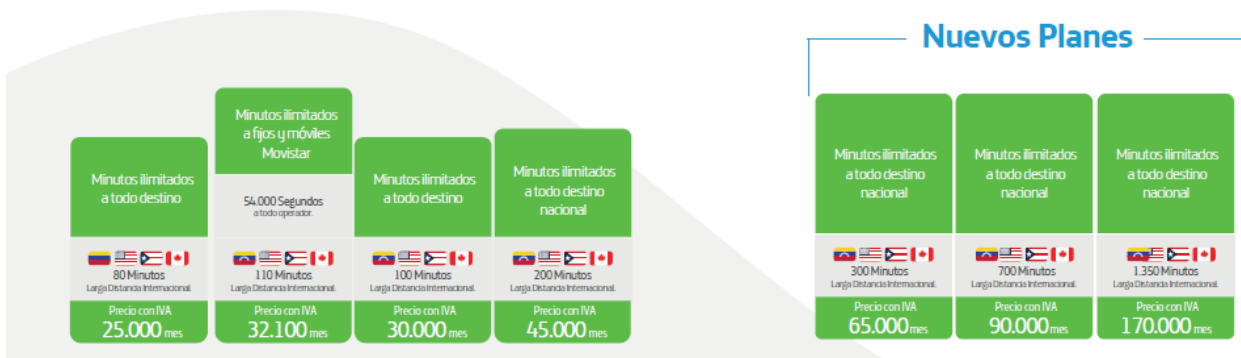 Nuevos Planes
Minutos ilimitados
a todo destino
80 Minutos
Larga Distancia Internacional.
Precio con IVA
25.000 mes
Minutos ilimitados
a fijos y móviles
Movistar
54.000 Segundos
a todo operador.
110 Minutos
Larga Distancia Internacional.
Precio con IVA
32.100 mes
Minutos ilimitados
a todo destino
100 Minutos
Larga Distancia Internacional.
Precio con IVA
30.000 mes
Minutos ilimitados
a todo destino
nacional
200 Minutos
Larga Distancia Internacional.
Precio con IVA
45.000 mes
Minutos ilimitados
a todo destino
nacional
300 Minutos
Larga Distancia Internacional.
Precio con IVA
65.000 mes
Minutos ilimitados
a todo destino
nacional
700 Minutos
Larga Distancia Internacional.
Precio con IVA
90.000 mes
Minutos ilimitados
a todo destino
nacional
1.350 Minutos
Larga Distancia Internacional.
Precio con IVA
170.000 mes